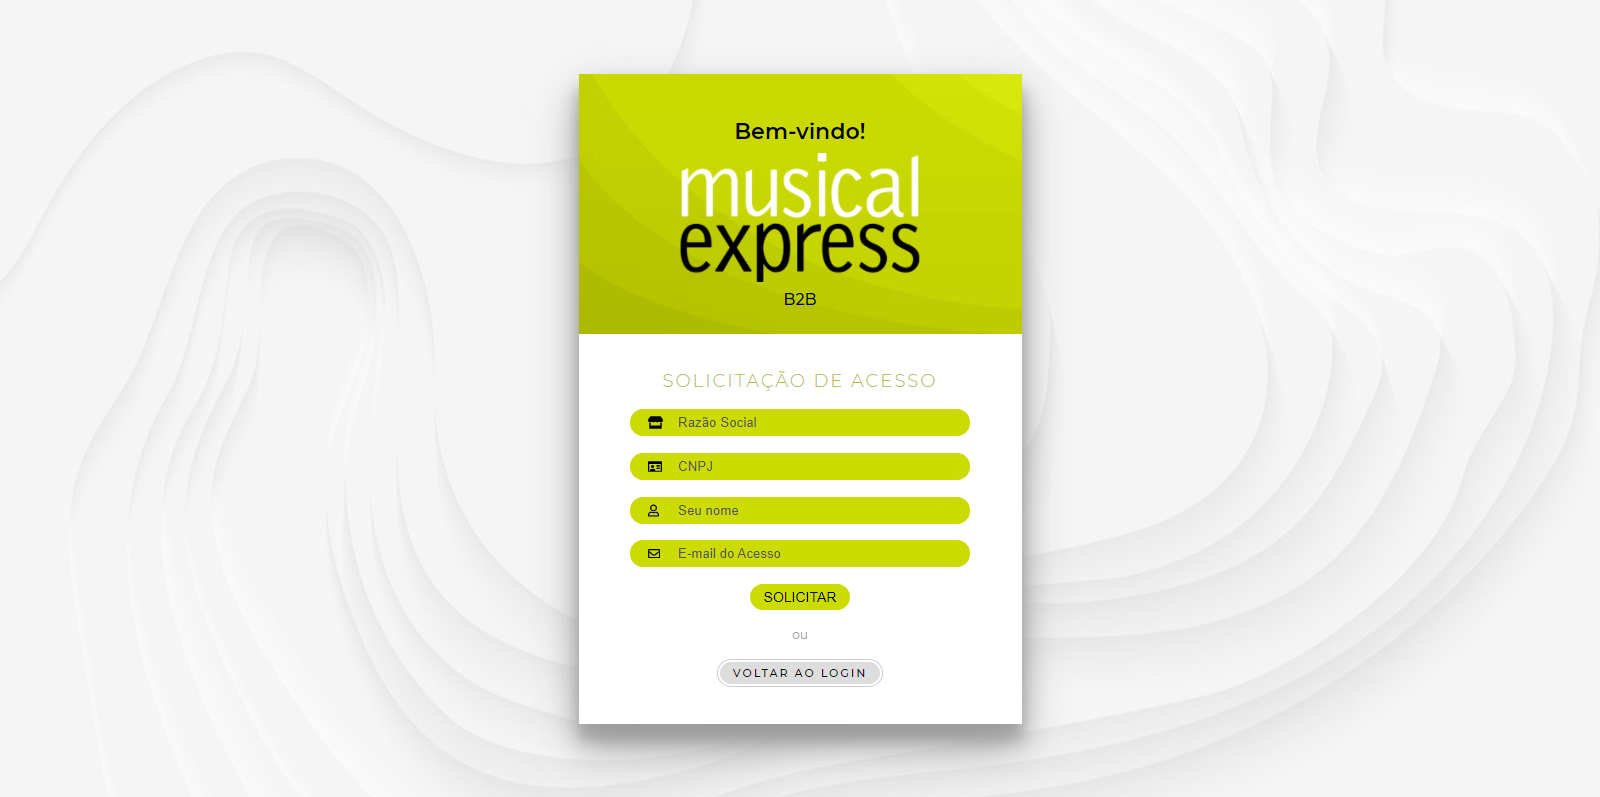 Bem-vindo!
musical
express
B2B
SOLICITAÇÃO DE ACESSO
Razão Social
CNPJ
Seu nome
E-mail do Acesso
SOLICITAR
ou
VOLTAR AO LOGIN